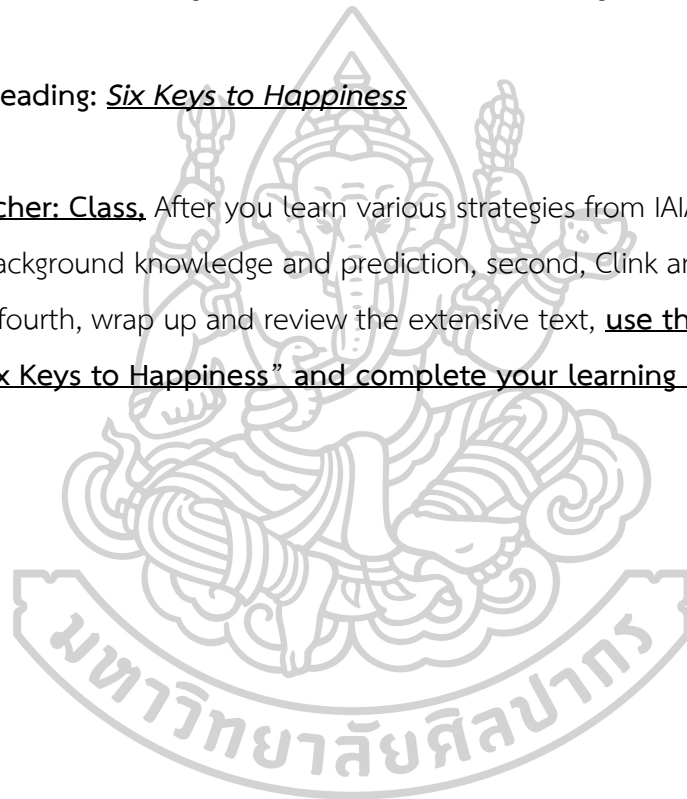 eading: Six Keys to Happiness
cher: Class, After you learn various strategies from IAIA
ackground knowledge and prediction, second, Clink an
fourth, wrap up and review the extensive text, use th
x Keys to Happiness” and complete your learning
มหาวิทยาลัยศิลปากร